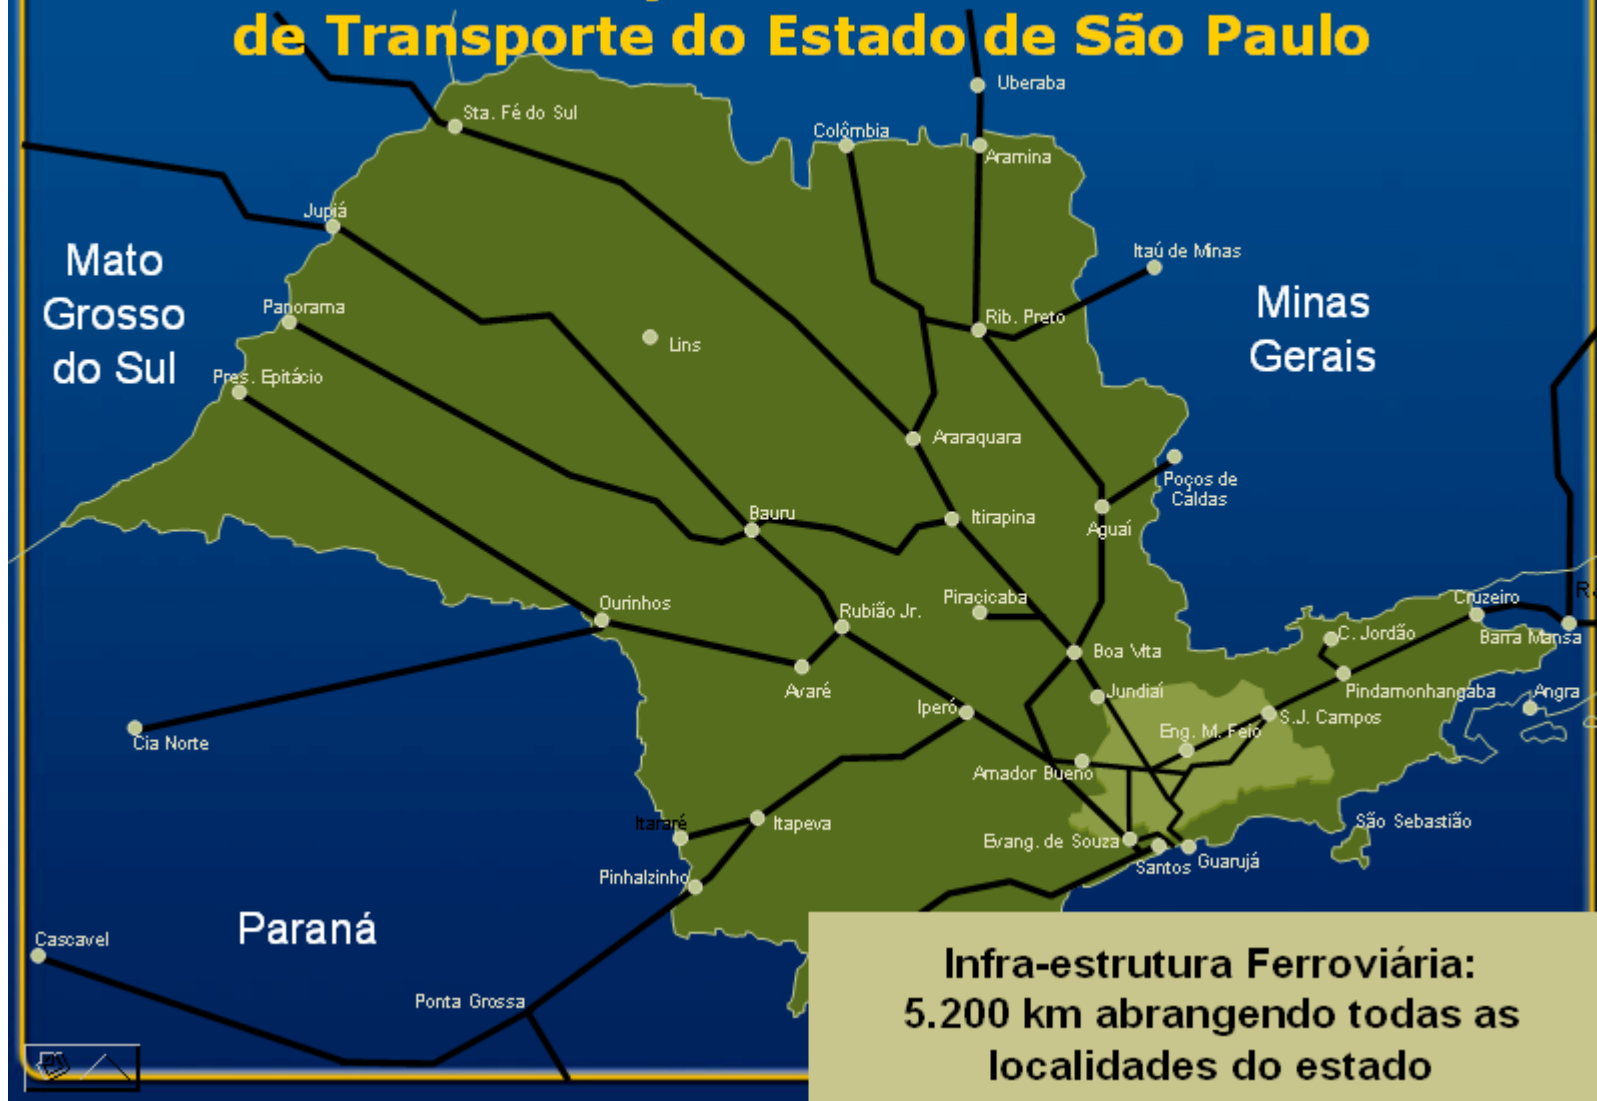 de Transporte do Estado de São Paulo
Uberaba
Sta. Fé do Sul
Colômbia
Aramina
Jupiá
Itaú de Minas
Mato
Grosso
do Sul
Minas
Gerais
Panorama
Rib. Preto
Lins
Pres. Epitácio
Araraquara
Poços de
Caldas
Bauru
Itirapina
Aguaí
Ourinhos
Rubião Jr.
Piracicaba
Cruzeiro
C. Jordão
Barra Mansa
Boa Vita
Avaré
Jundiaí
Pindamonhangaba
Angra
Iperó
S.J. Campos
Eng. M. Feio
Cia Norte
Amador Bueno
Itararé
Itapeva
São Sebastião
Evang. de Souza
Santos
Guarujá
Pinhalzinho
Paraná
Cascavel
Ponta Grossa
Infra-estrutura Ferroviária:
5.200 km abrangendo todas as
localidades do estado